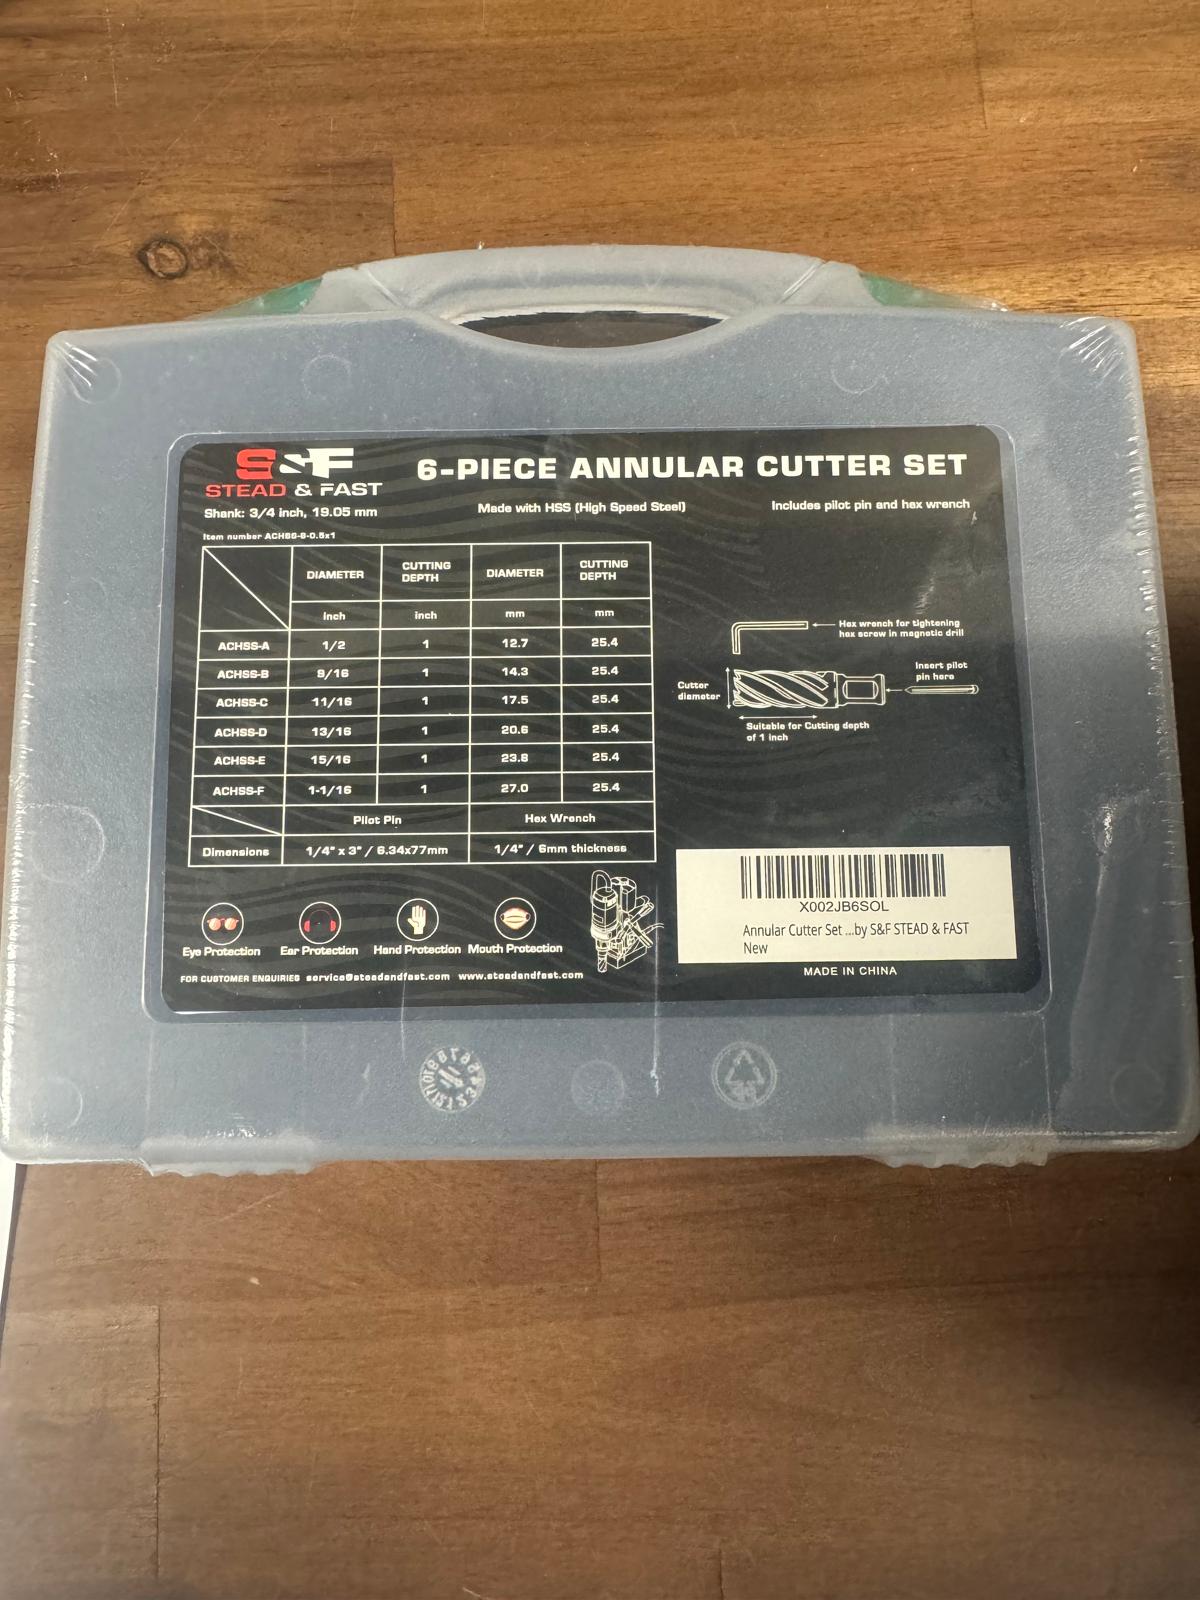 S&F
STEAD & FAST
6-PIECE ANNULAR CUTTER SET
Shank: 3/4 inch, 19.05 mm
Made with HSS (High Speed Steel)
Includes pilot pin and hex wrench
Item number ACHSS-S-0.5x1
DIAMETER CUTTING DEPTH DIAMETER CUTTING DEPTH
Inch inch mm mm
ACHSS-A 1/2 1 12.7 25.4
ACHSS-B 9/16 1 14.3 25.4
ACHSS-C 11/16 1 17.5 25.4
ACHSS-D 13/16 1 20.6 25.4
ACHSS-E 15/16 1 23.8 25.4
ACHSS-F 1-1/16 1 27.0 25.4
Pilot Pin Hex Wrench
Dimensions 1/4" x 3" / 6.34x77mm 1/4" / 6mm thickness
Hex wrench for tightening
hex screw in magnetic drill
Insert pilot
pin here
Cutter
diameter
Suitable for Cutting depth
of 1 inch
Eye Protection Ear Protection Hand Protection Mouth Protection
FOR CUSTOMER ENQUIRIES service@steadandfast.com www.steadandfast.com
X002JB6SOL
Annular Cutter Set ...by S&F STEAD & FAST
New
MADE IN CHINA